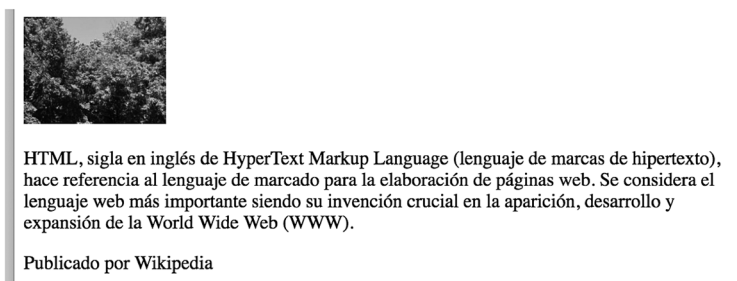 HTML, sigla en inglés de HyperText Markup Language (lenguaje de marcas de hipertexto),
hace referencia al lenguaje de marcado para la elaboración de páginas web. Se considera el
lenguaje web más importante siendo su invención crucial en la aparición, desarrollo y
expansión de la World Wide Web (WWW).
Publicado por Wikipedia